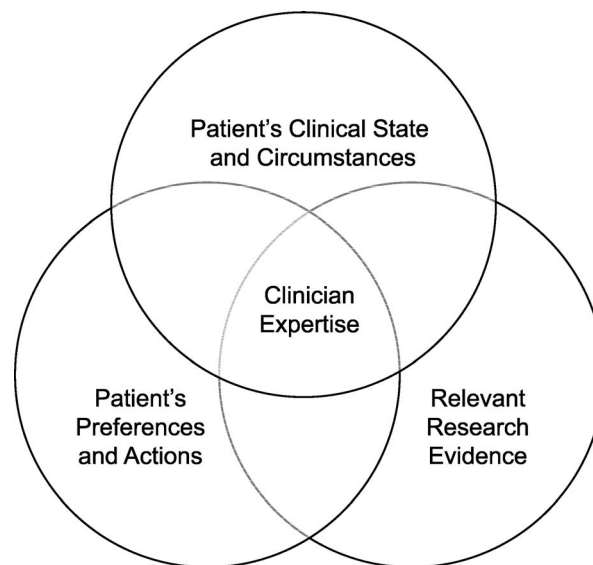 Patient's Clinical State
and Circumstances
Clinician
Expertise
Patient's
Preferences
and Actions
Relevant
Research
Evidence